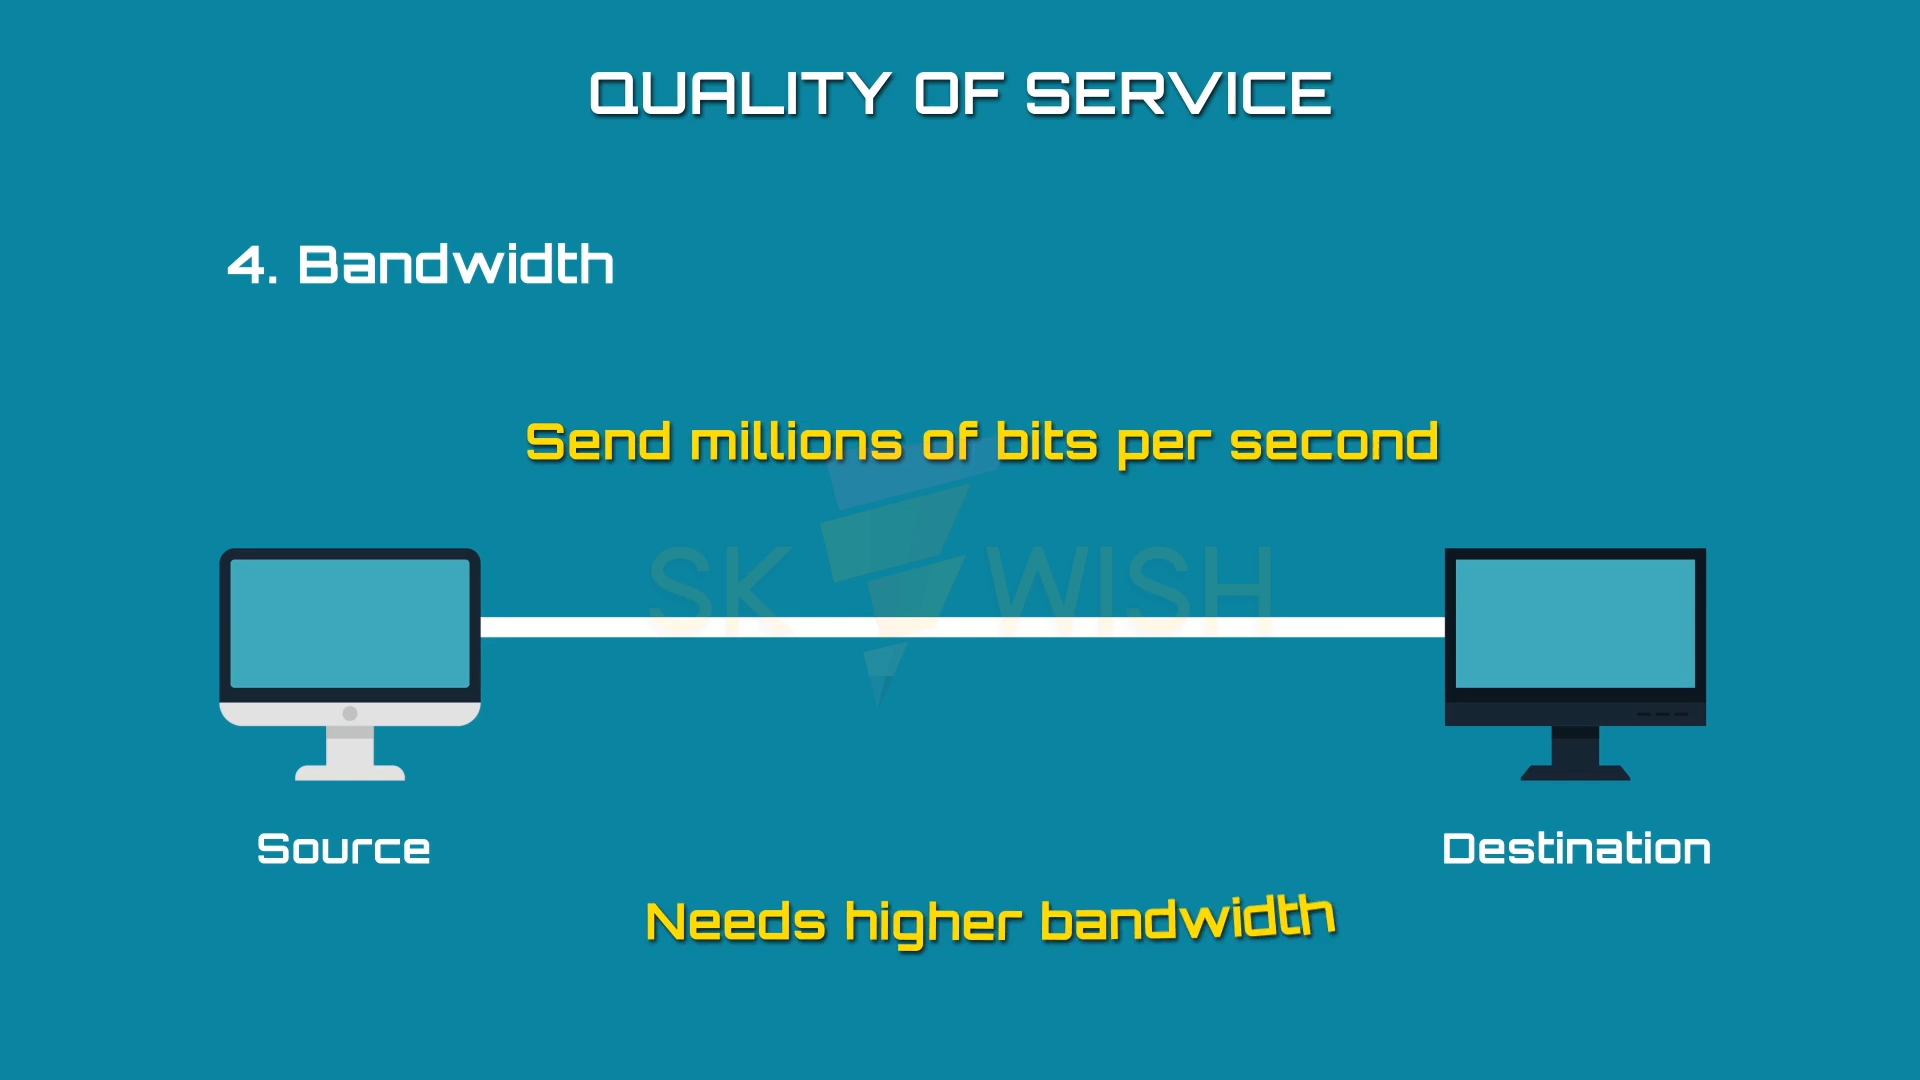 QUALITY OF SERVICE
4. Bandwidth
Send millions of bits per second
SK WISH
Source
Destination
Needs higher bandwidth